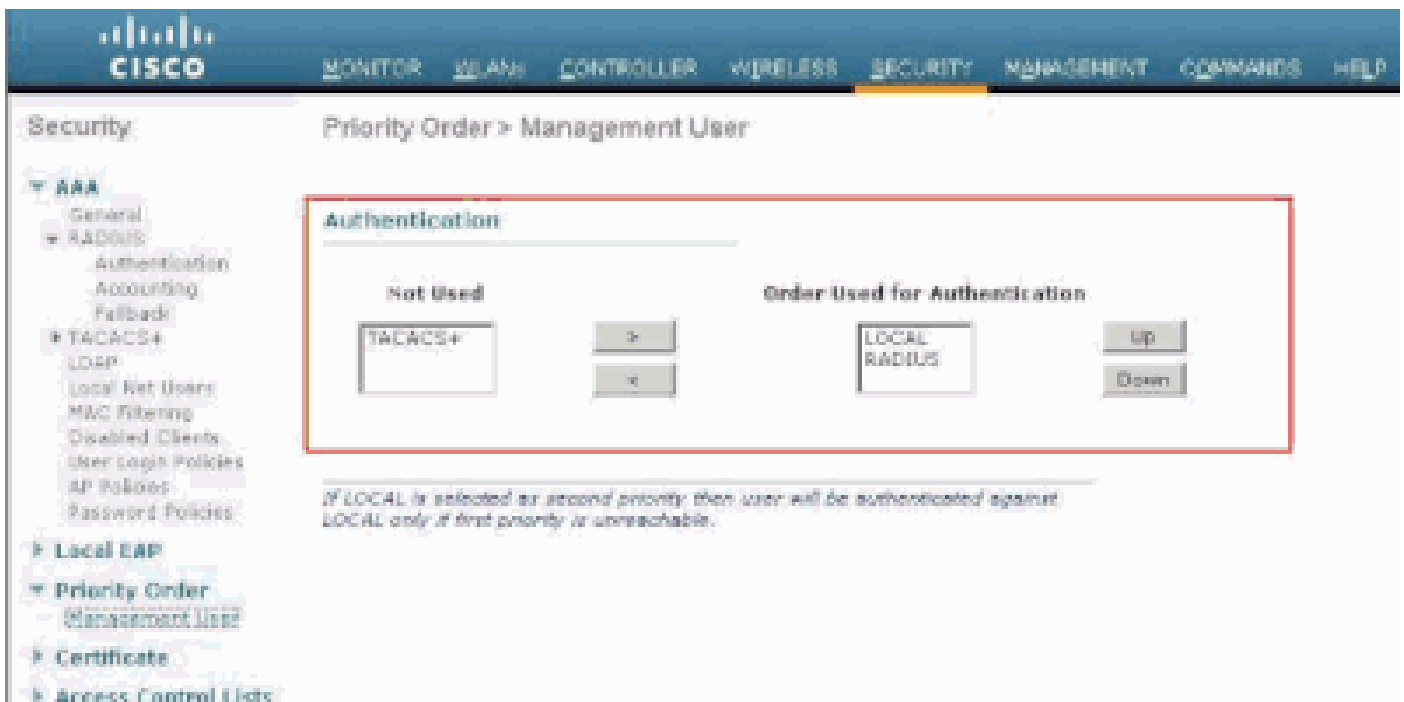 CISCO
MONITOR WLANs CONTROLLER WIRELESS SECURITY MANAGEMENT COMMANDS HELP
Security
AAA
General
RADIUS
Authentication
Accounting
Fallback
TACACS+
LDAP
Local Net Users
MAC Filtering
Disabled Clients
User Login Policies
AP Policies
Password Policies
Local EAP
Priority Order
Management User
Certificate
Access Control Lists
Priority Order > Management User
Authentication
Not Used
Order Used for Authentication
TACACS+
>
<
LOCAL
RADIUS
Up
Down
If LOCAL is selected as second priority then user will be authenticated against
LOCAL only if first priority is unreachable.